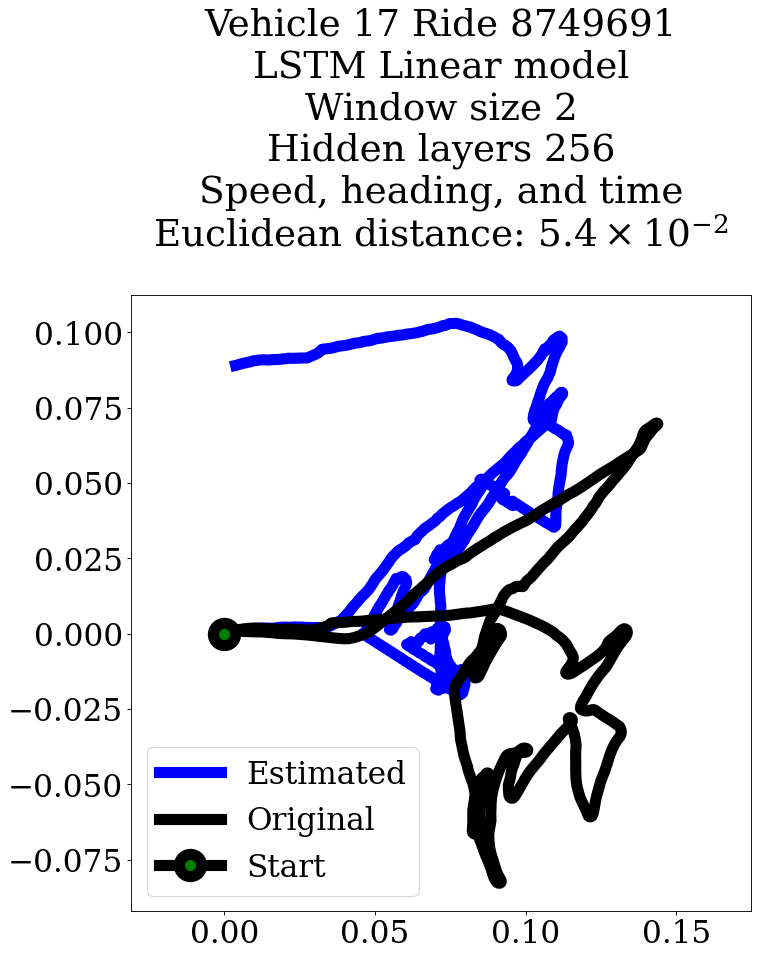 Vehicle 17 Ride 8749691
LSTM Linear model
Window size 2
Hidden layers 256
Speed, heading, and time
Euclidean distance: 5.4 × 10⁻²
0.100
0.075
0.050
0.025
0.000
−0.025
−0.050
−0.075
Estimated
Original
Start
0.00 0.05 0.10 0.15